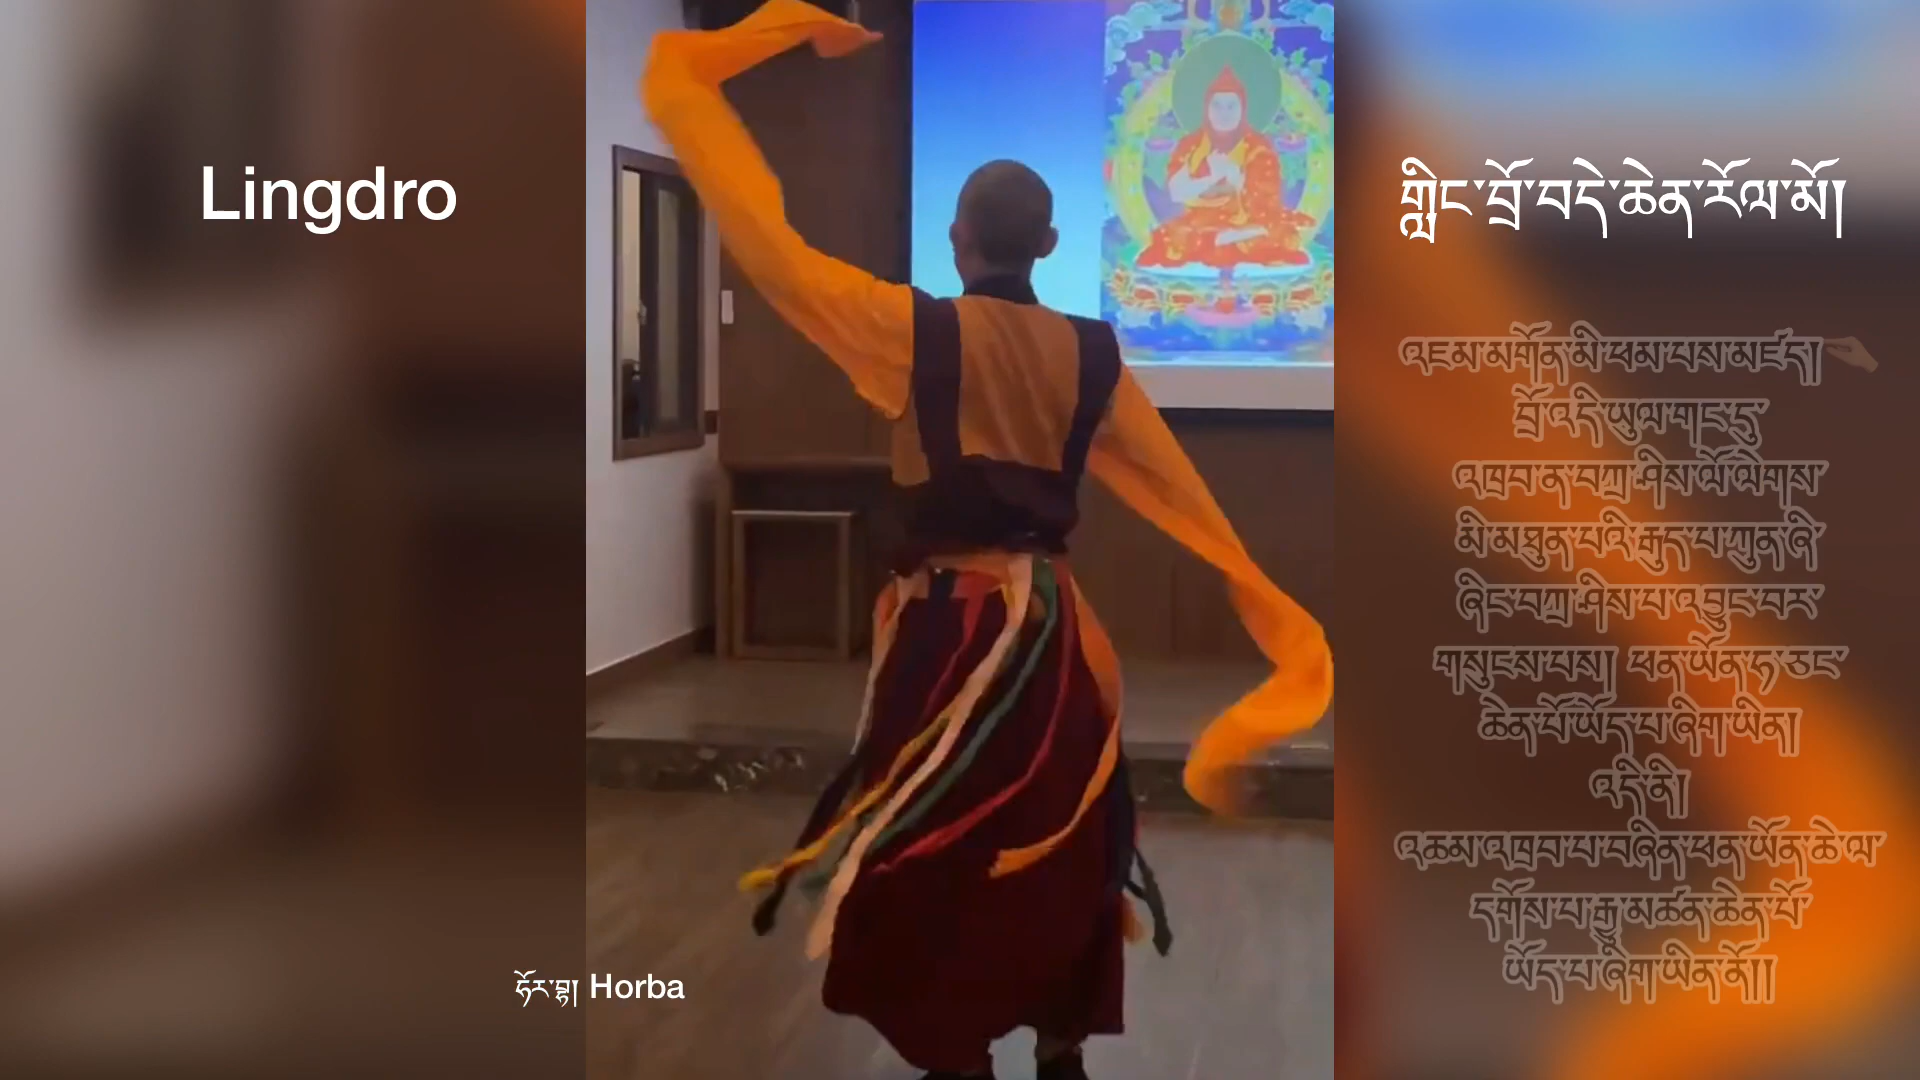 Lingdro
གླིང་བྲོ་བདེ་ཆེན་རོལ་མོ།
འཇམ་མགོན་མི་ཕམ་པས་མཛད།
བྲོ་འདི་ཡུལ་གང་དུ་
འཁྲབ་ན་བཀྲ་ཤིས་ལོ་ལེགས་
མི་མཐུན་པའི་རྒུད་པ་ཀུན་ཞི་
ཞིང་བཀྲ་ཤིས་པ་འབྱུང་བར་
གསུངས་པས། ཕན་ཡོན་ཧ་ཅང་
ཆེན་པོ་ཡོད་པ་ཞིག་ཡིན།
འདི་ནི།
འཆམ་འཁྲབ་པ་བཞིན་ཕན་ཡོན་ཆེ་ལ་
དགོས་པ་རྒྱུ་མཚན་ཆེན་པོ་
ཡོད་པ་ཞིག་ཡིན་ནོ།།
Horba